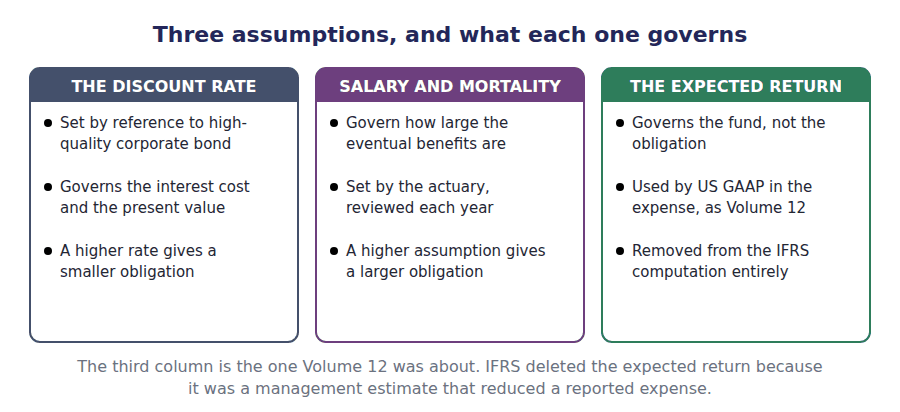 Three assumptions, and what each one governs
THE DISCOUNT RATE
Set by reference to high-
quality corporate bond
Governs the interest cost
and the present value
A higher rate gives a
smaller obligation
SALARY AND MORTALITY
Govern how large the
eventual benefits are
Set by the actuary,
reviewed each year
A higher assumption gives
a larger obligation
THE EXPECTED RETURN
Governs the fund, not the
obligation
Used by US GAAP in the
expense, as Volume 12
Removed from the IFRS
computation entirely
The third column is the one Volume 12 was about. IFRS deleted the expected return because
it was a management estimate that reduced a reported expense.